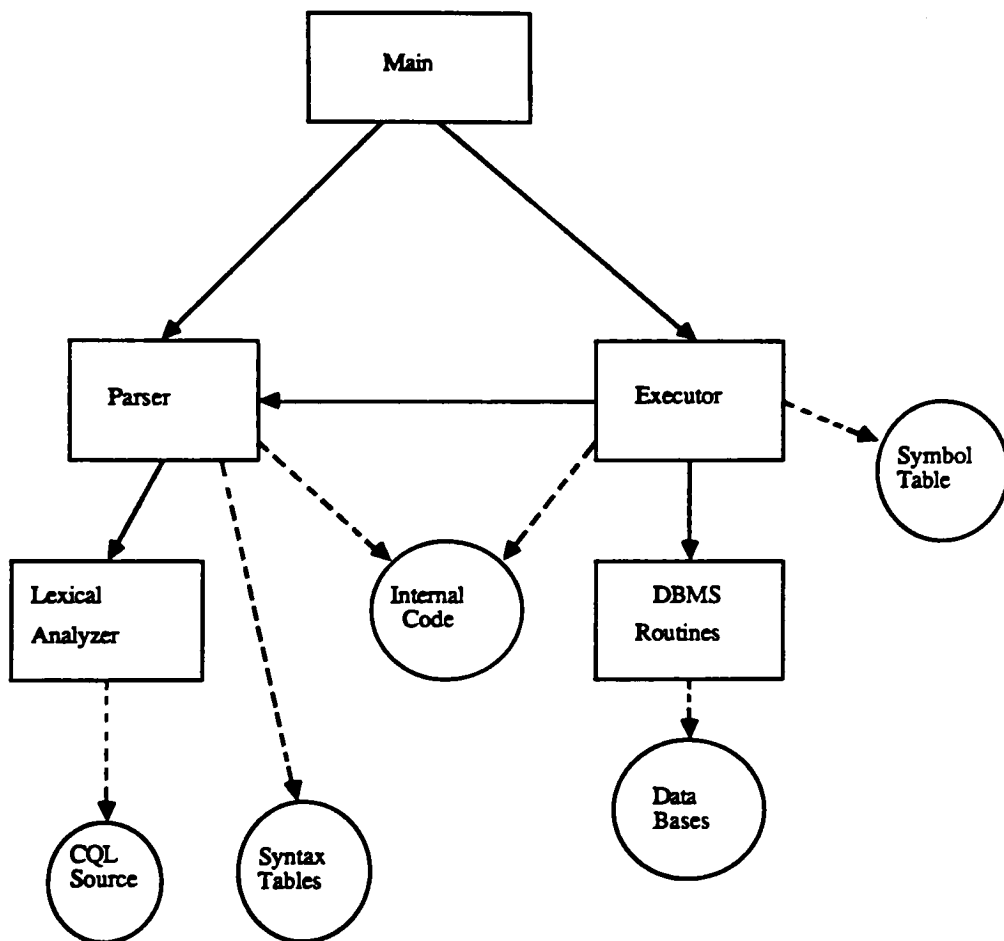 Main
Parser
Executor
Symbol
Table
Lexical
Analyzer
Internal
Code
DBMS
Routines
CQL
Source
Syntax
Tables
Data
Bases